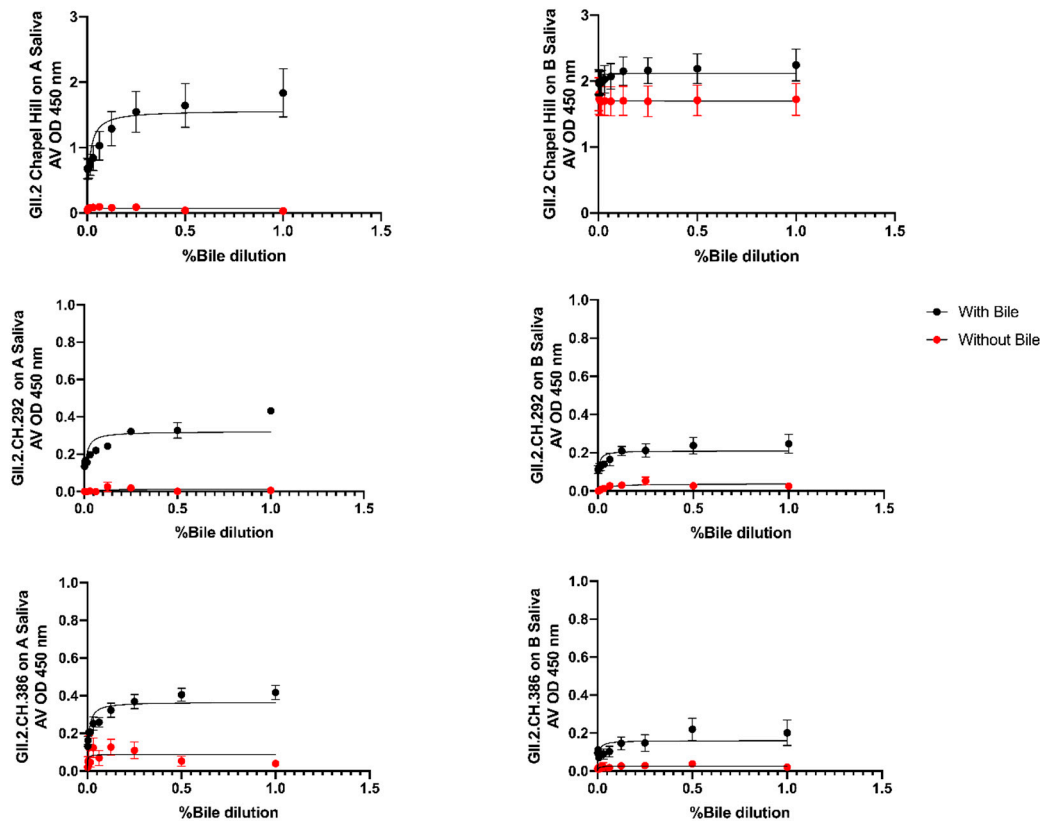 GII.2 Chapel Hill on A Saliva
AV OD 450 nm
3
2
1
0
0.0
0.5
1.0
1.5
%Bile dilution
GII.2 Chapel Hill on B Saliva
AV OD 450 nm
3
2
1
0
0.0
0.5
1.0
1.5
%Bile dilution
GII.2.CH.292 on A Saliva
AV OD 450 nm
1.0
0.8
0.6
0.4
0.2
0.0
0.0
0.5
1.0
1.5
%Bile dilution
GII.2.CH.292 on B Saliva
AV OD 450 nm
1.0
0.8
0.6
0.4
0.2
0.0
0.0
0.5
1.0
1.5
%Bile dilution
With Bile
Without Bile
GII.2.CH.386 on A Saliva
AV OD 450 nm
1.0
0.8
0.6
0.4
0.2
0.0
0.0
0.5
1.0
1.5
%Bile dilution
GII.2.CH.386 on B Saliva
AV OD 450 nm
1.0
0.8
0.6
0.4
0.2
0.0
0.0
0.5
1.0
1.5
%Bile dilution